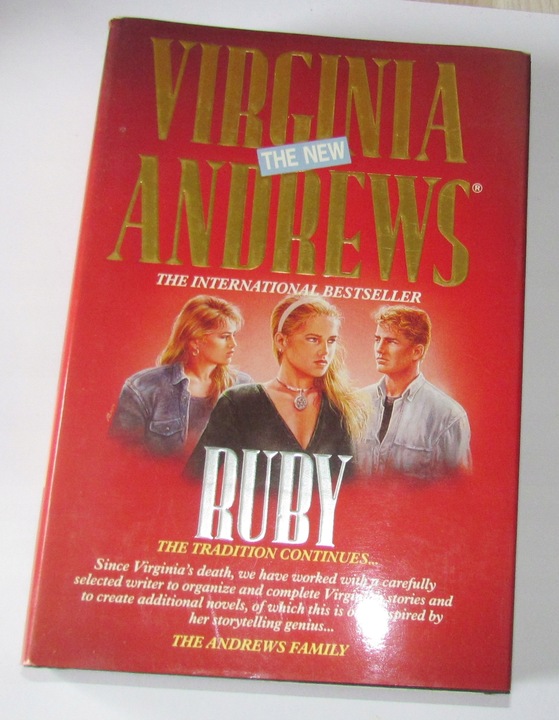 VIRGINIA
THE NEW
ANDREWS®
THE INTERNATIONAL BESTSELLER
RUBY
THE TRADITION CONTINUES...
Since Virginia's death, we have worked with a carefully
selected writer to organize and complete Virginia's stories and
to create additional novels, of which this is one inspired by
her storytelling genius...
THE ANDREWS FAMILY